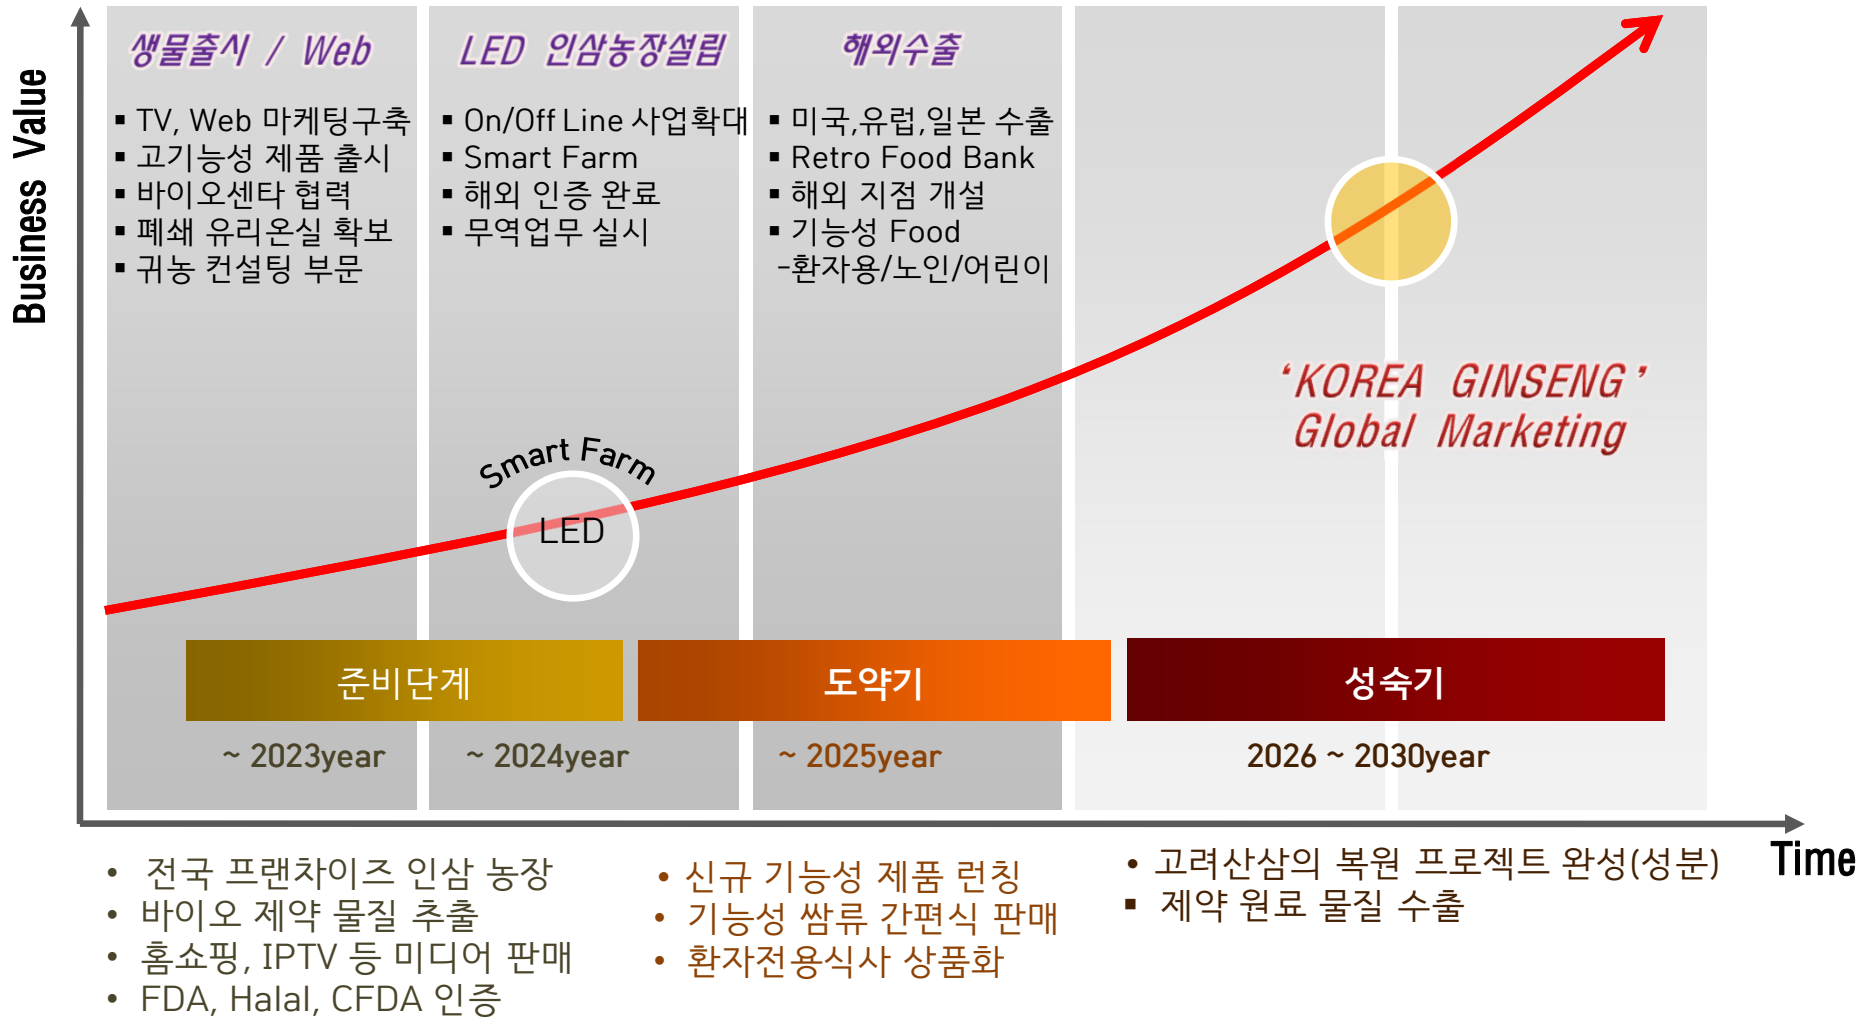 Business Value
생물출시 / Web
TV, Web 마케팅구축
고기능성 제품 출시
바이오센타 협력
폐쇄 유리온실 확보
귀농 컨설팅 부문
LED 인삼농장설립
On/Off Line 사업확대
Smart Farm
해외 인증 완료
무역업무 실시
해외수출
미국,유럽,일본 수출
Retro Food Bank
해외 지점 개설
기능성 Food
-환자용/노인/어린이
'KOREA GINSENG'
Global Marketing
Smart Farm
LED
준비단계
도약기
성숙기
~ 2023year
~ 2024year
~ 2025year
2026 ~ 2030year
Time
전국 프랜차이즈 인삼 농장
바이오 제약 물질 추출
홈쇼핑, IPTV 등 미디어 판매
FDA, Halal, CFDA 인증
신규 기능성 제품 런칭
기능성 쌈류 간편식 판매
환자전용식사 상품화
고려산삼의 복원 프로젝트 완성(성분)
제약 원료 물질 수출